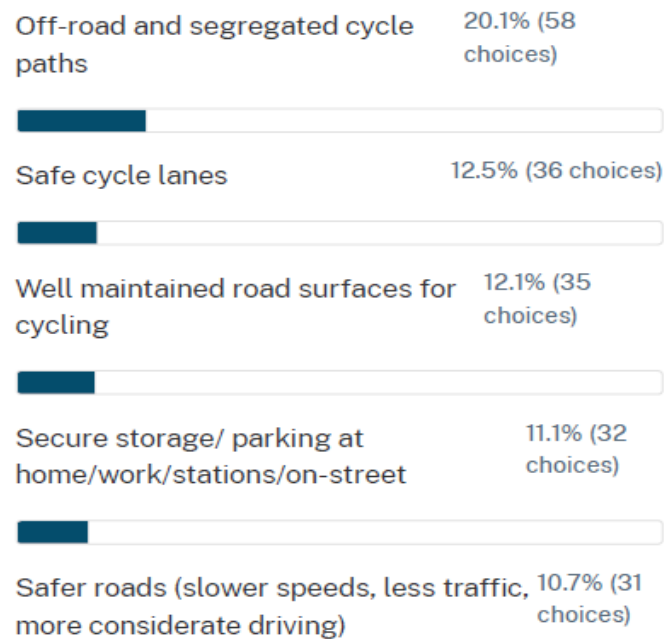 Off-road and segregated cycle paths
20.1% (58 choices)
Safe cycle lanes
12.5% (36 choices)
Well maintained road surfaces for cycling
12.1% (35 choices)
Secure storage/ parking at home/work/stations/on-street
11.1% (32 choices)
Safer roads (slower speeds, less traffic, more considerate driving)
10.7% (31 choices)